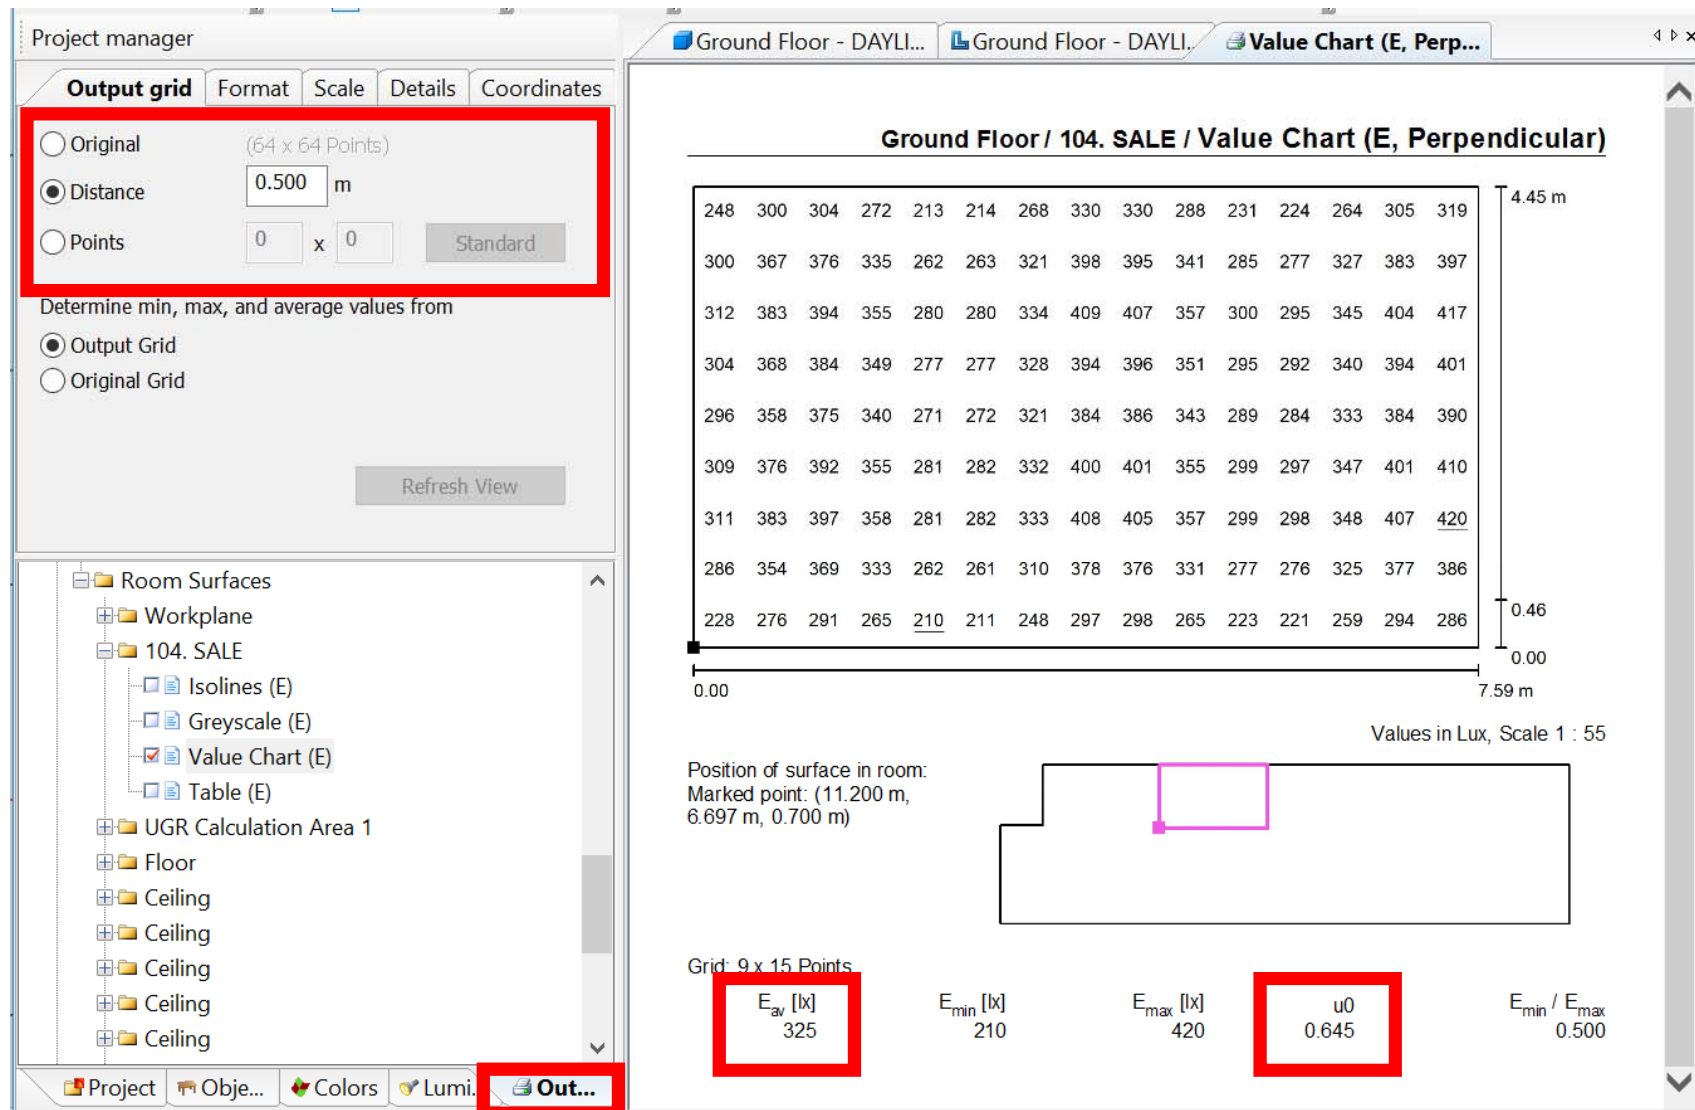 Project manager
Output grid Format Scale Details Coordinates
Original (64 x 64 Points)
Distance 0.500 m
Points 0 x 0 Standard
Determine min, max, and average values from
Output Grid
Original Grid
Refresh View
Room Surfaces
Workplane
104. SALE
Isolines (E)
Greyscale (E)
Value Chart (E)
Table (E)
UGR Calculation Area 1
Floor
Ceiling
Ceiling
Ceiling
Ceiling
Ceiling
Project Obje... Colors Lumi. Out...
Ground Floor - DAYLI... Ground Floor - DAYLI. Value Chart (E, Perp...
Ground Floor / 104. SALE / Value Chart (E, Perpendicular)
248 300 304 272 213 214 268 330 330 288 231 224 264 305 319
300 367 376 335 262 263 321 398 395 341 285 277 327 383 397
312 383 394 355 280 280 334 409 407 357 300 295 345 404 417
304 368 384 349 277 277 328 394 396 351 295 292 340 394 401
296 358 375 340 271 272 321 384 386 343 289 284 333 384 390
309 376 392 355 281 282 332 400 401 355 299 297 347 401 410
311 383 397 358 281 282 333 408 405 357 299 298 348 407 420
286 354 369 333 262 261 310 378 376 331 277 276 325 377 386
228 276 291 265 210 211 248 297 298 265 223 221 259 294 286
4.45 m
0.46
0.00
0.00 7.59 m
Values in Lux, Scale 1 : 55
Position of surface in room:
Marked point: (11.200 m,
6.697 m, 0.700 m)
Grid: 9 x 15 Points
Eav [lx] Emin [lx] Emax [lx] u0 Emin / Emax
325 210 420 0.645 0.500